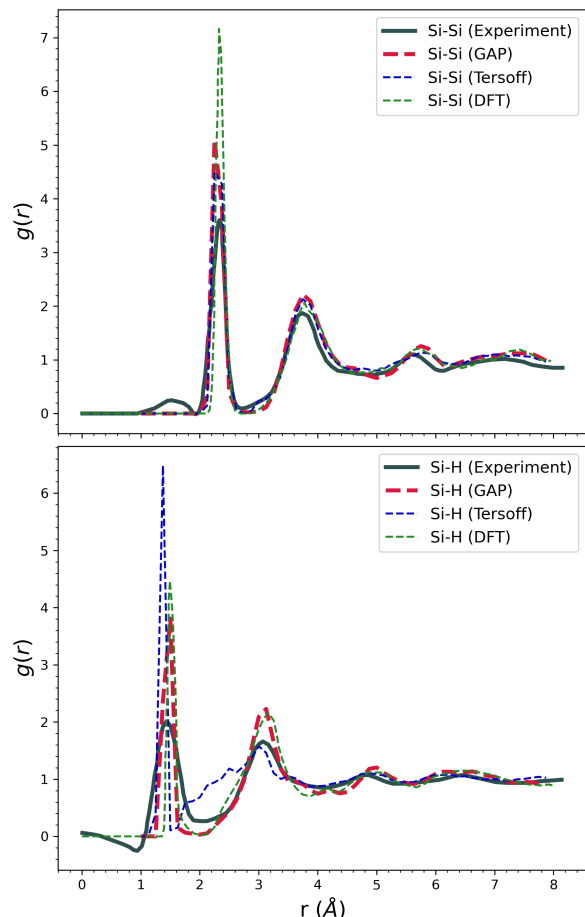 7
6
5
4
3
2
1
0
g(r)
Si-Si (Experiment)
Si-Si (GAP)
Si-Si (Tersoff)
Si-Si (DFT)
6
5
4
3
2
1
0
g(r)
Si-H (Experiment)
Si-H (GAP)
Si-H (Tersoff)
Si-H (DFT)
0 1 2 3 4 5 6 7 8
r (Å)